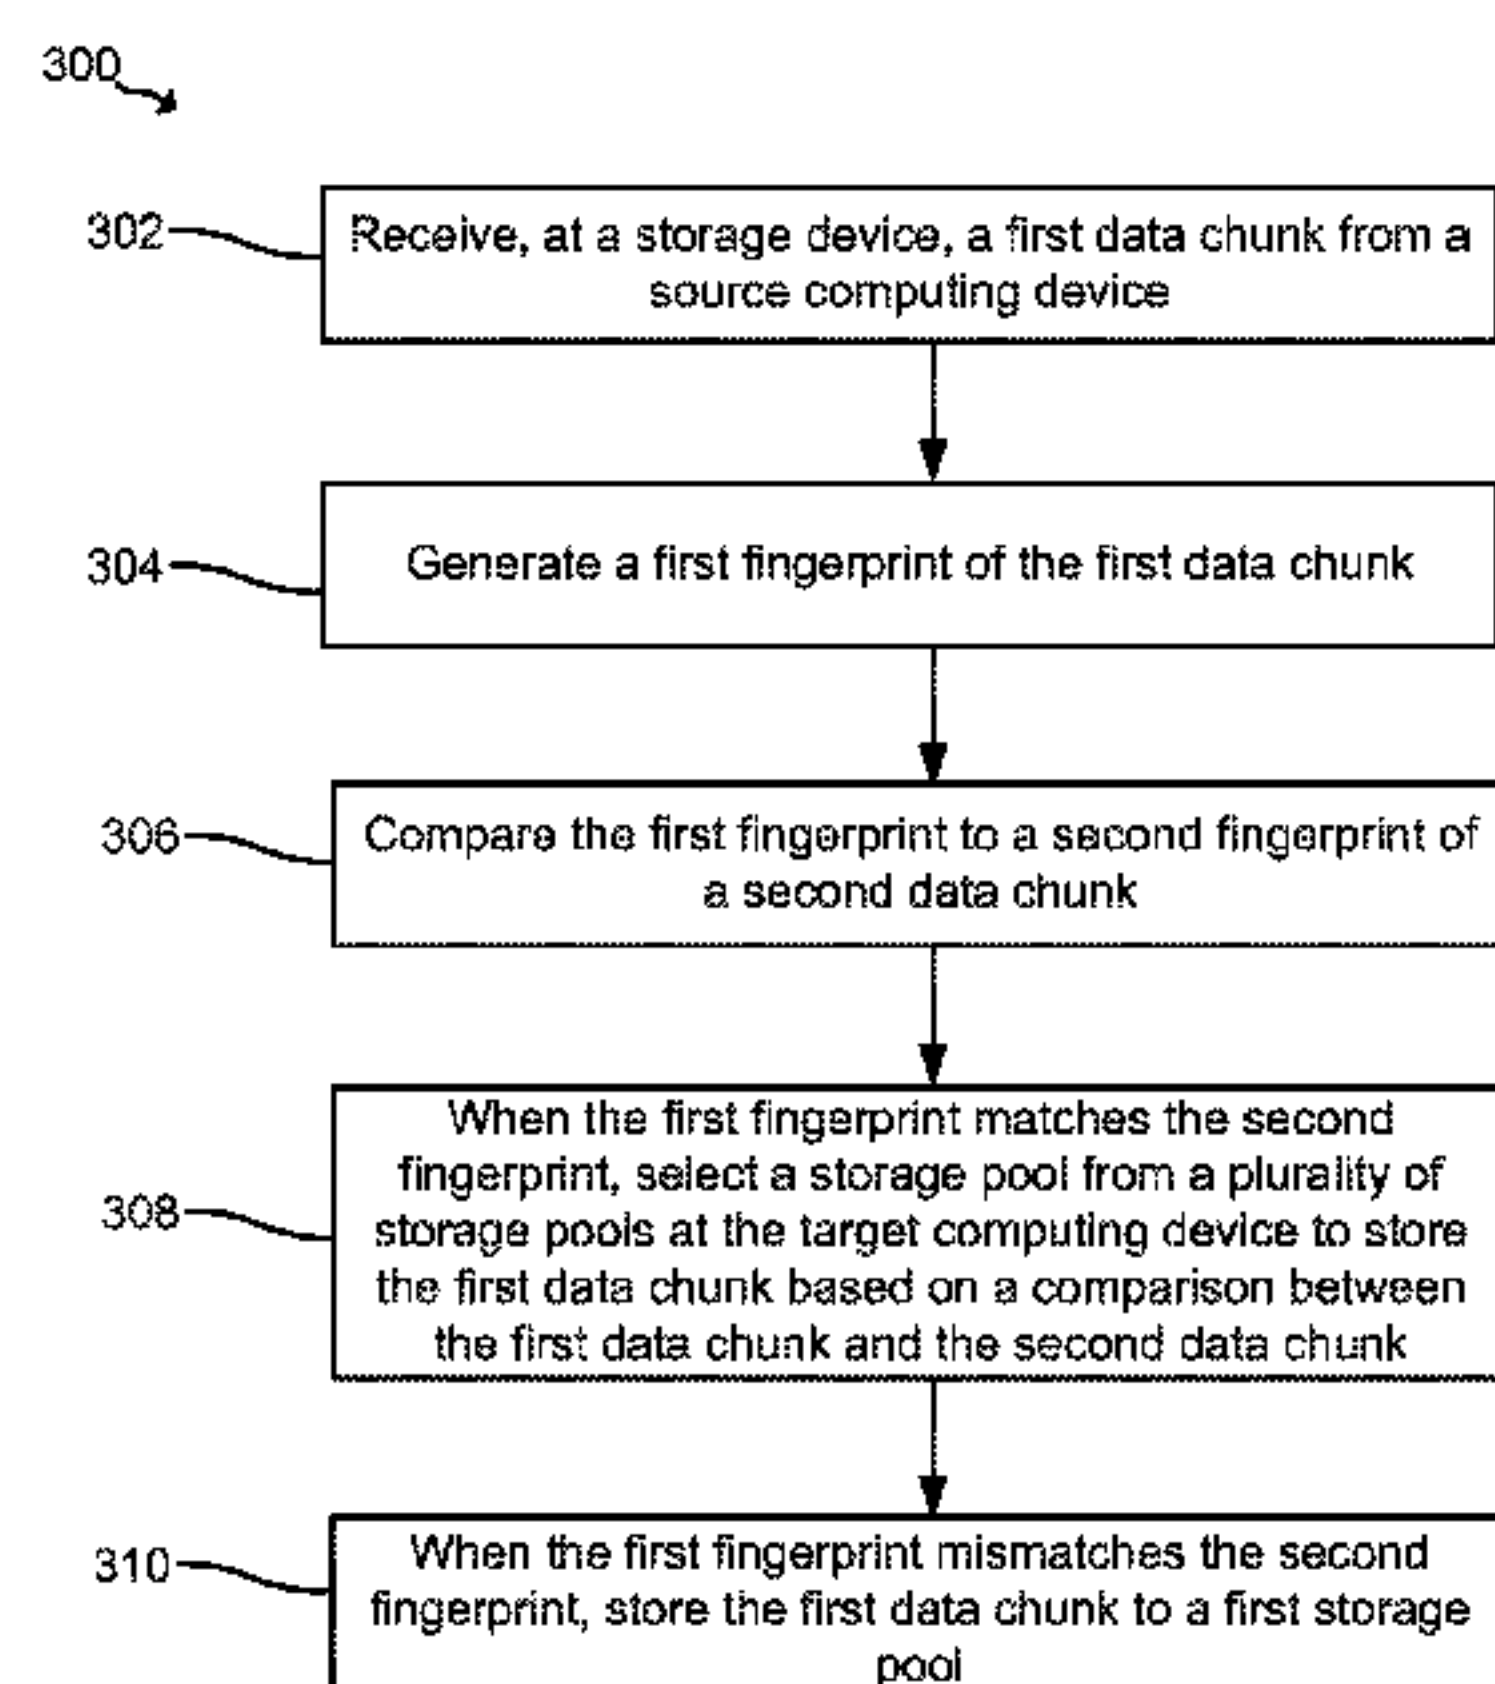 300
302
Receive, at a storage device, a first data chunk from a
source computing device
304
Generate a first fingerprint of the first data chunk
306
Compare the first fingerprint to a second fingerprint of
a second data chunk
308
When the first fingerprint matches the second
fingerprint, select a storage pool from a plurality of
storage pools at the target computing device to store
the first data chunk based on a comparison between
the first data chunk and the second data chunk
310
When the first fingerprint mismatches the second
fingerprint, store the first data chunk to a first storage
pool